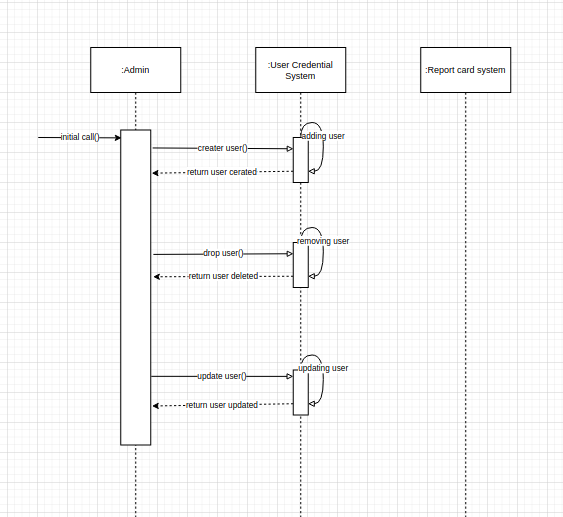 :Admin
:User Credential
System
:Report card system
initial call()
adding user
creater user()
return user cerated
removing user
drop user()
return user deleted
updating user
update user()
return user updated